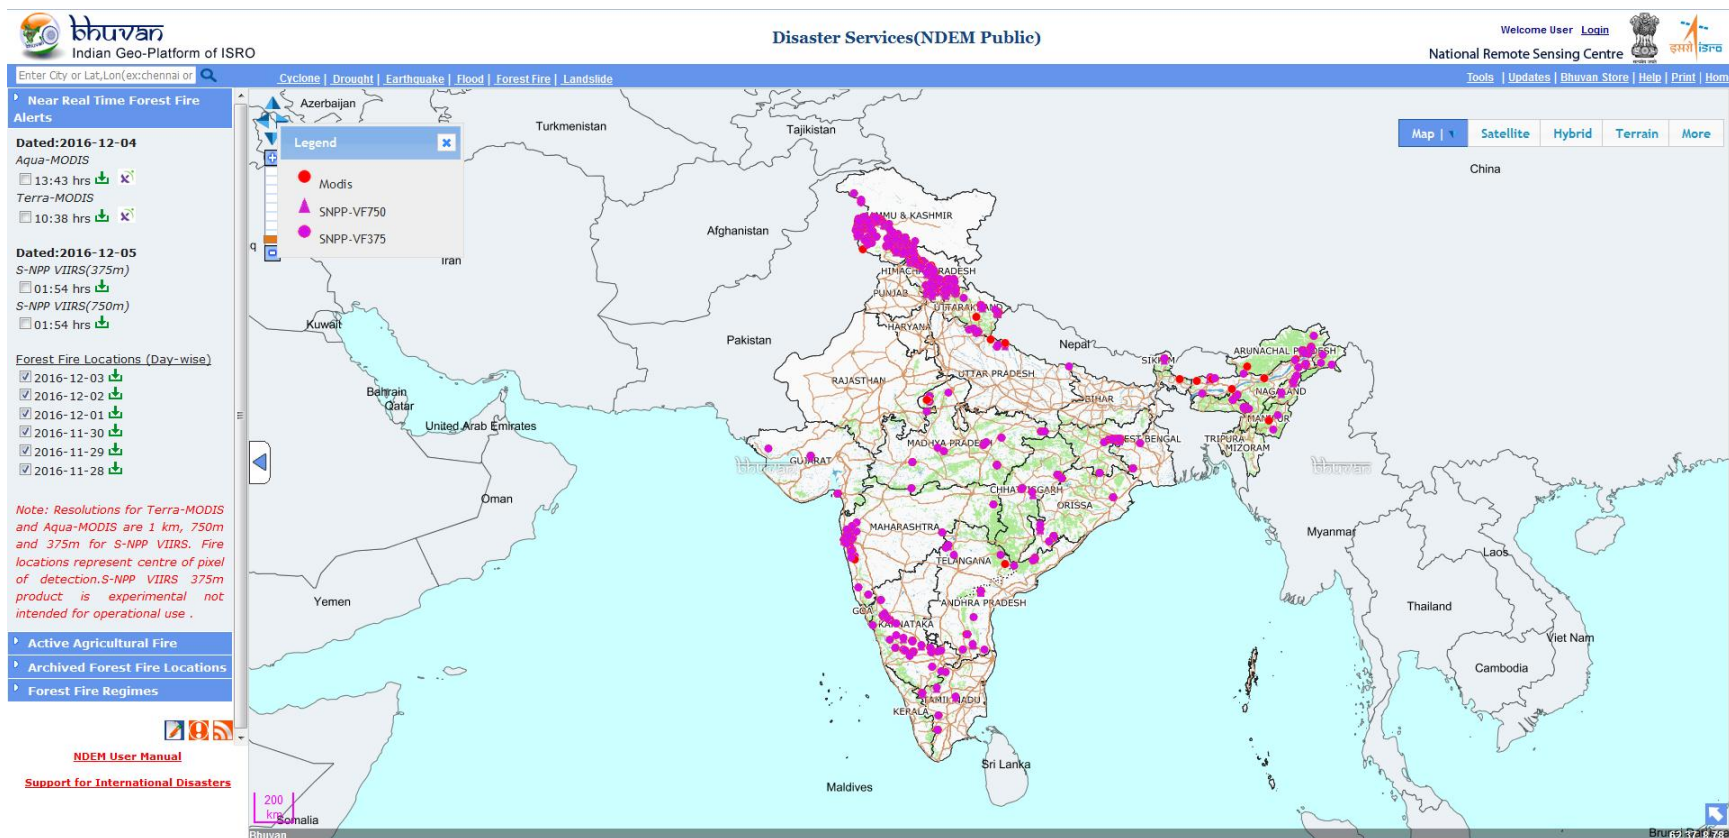 bhuvan
Indian Geo-Platform of ISRO
Disaster Services(NDEM Public)
Welcome User Login
National Remote Sensing Centre
इसरो isro
Enter City or Lat,Lon(ex:chennai or
Cyclone | Drought | Earthquake | Flood | Forest Fire | Landslide
Tools | Updates | Bhuvan Store | Help | Print | Hom
Near Real Time Forest Fire
Alerts
Dated:2016-12-04
Aqua-MODIS
13:43 hrs
Terra-MODIS
10:38 hrs
Dated:2016-12-05
S-NPP VIIRS(375m)
01:54 hrs
S-NPP VIIRS(750m)
01:54 hrs
Forest Fire Locations (Day-wise)
2016-12-03
2016-12-02
2016-12-01
2016-11-30
2016-11-29
2016-11-28
Note: Resolutions for Terra-MODIS
and Aqua-MODIS are 1 km, 750m
and 375m for S-NPP VIIRS. Fire
locations represent centre of pixel
of detection.S-NPP VIIRS 375m
product is experimental not
intended for operational use .
Active Agricultural Fire
Archived Forest Fire Locations
Forest Fire Regimes
NDEM User Manual
Support for International Disasters
Legend
Modis
SNPP-VF750
SNPP-VF375
Map | Satellite Hybrid Terrain More
Azerbaijan
Turkmenistan
Tajikistan
China
Afghanistan
Iran
Kuwait
Pakistan
Nepal
Bahrain
Qatar
United Arab Emirates
Oman
Yemen
Somalia
Maldives
Sri Lanka
Myanmar
Laos
Thailand
Viet Nam
Cambodia
MMU & KASHMIR
HIMACHAL PRADESH
PUNJAB
UTTARAKHAND
HARYANA
RAJASTHAN
UTTAR PRADESH
SIKKIM
ARUNACHAL PRADESH
NAGALAND
BIHAR
MANIPUR
MADHYA PRADESH
WEST BENGAL
TRIPURA
MIZORAM
GUJARAT
bhuvan
bhuvan
CHHATTISGARH
ORISSA
MAHARASHTRA
TELANGANA
ANDHRA PRADESH
GOA
KARNATAKA
TAMIL NADU
KERALA
200
km
Bhuvan